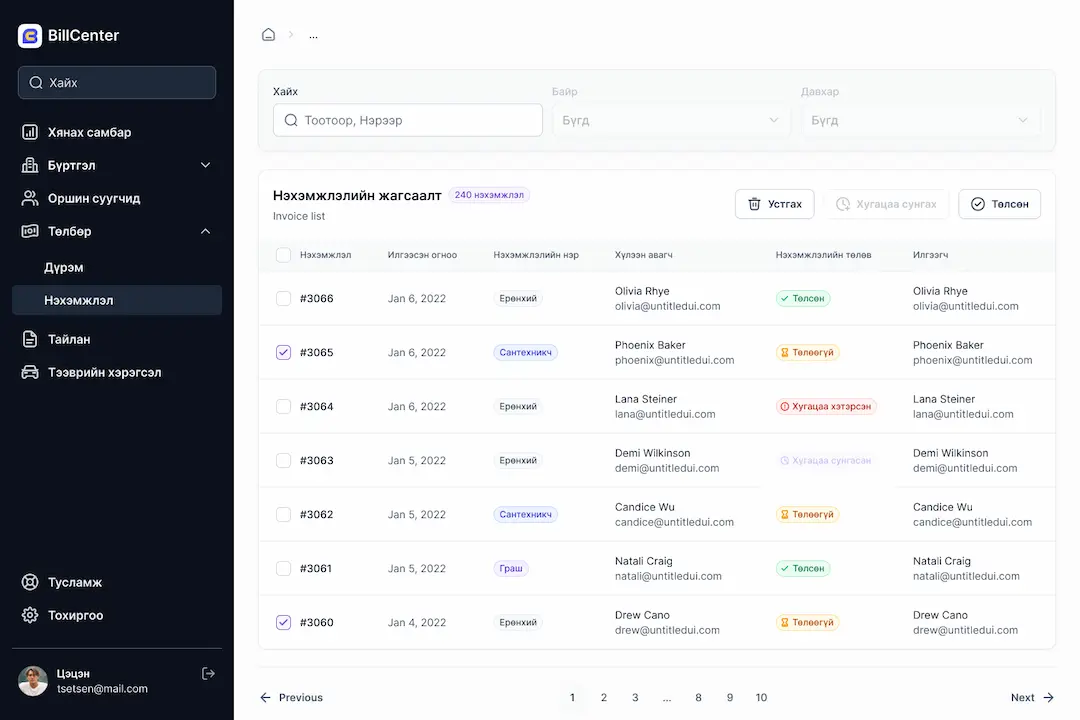 BillCenter
Хайх
Хянах самбар
Бүртгэл
Оршин суугчид
Төлбөр
Дүрэм
Нэхэмжлэл
Тайлан
Тээврийн хэрэгсэл
Тусламж
Тохиргоо
Цэцэн
tsetsen@mail.com
...
Хайх Байр Давхар
Тоотоор, Нэрээр Бүгд Бүгд
Нэхэмжлэлийн жагсаалт 240 нэхэмжлэл
Invoice list
Устгах Хугацаа сунгах Төлсөн
Нэхэмжлэл Илгээсэн огноо Нэхэмжлэлийн нэр Хүлээн авагч Нэхэмжлэлийн төлөв Илгээгч
#3066 Jan 6, 2022 Ерөнхий Olivia Rhye Төлсөн Olivia Rhye
olivia@untitledui.com olivia@untitledui.com
#3065 Jan 6, 2022 Сантехникч Phoenix Baker Төлөөгүй Phoenix Baker
phoenix@untitledui.com phoenix@untitledui.com
#3064 Jan 6, 2022 Ерөнхий Lana Steiner Хугацаа хэтэрсэн Lana Steiner
lana@untitledui.com lana@untitledui.com
#3063 Jan 5, 2022 Ерөнхий Demi Wilkinson Хугацаа сунгасан Demi Wilkinson
demi@untitledui.com demi@untitledui.com
#3062 Jan 5, 2022 Сантехникч Candice Wu Төлөөгүй Candice Wu
candice@untitledui.com candice@untitledui.com
#3061 Jan 5, 2022 Граш Natali Craig Төлсөн Natali Craig
natali@untitledui.com natali@untitledui.com
#3060 Jan 4, 2022 Ерөнхий Drew Cano Төлөөгүй Drew Cano
drew@untitledui.com drew@untitledui.com
Previous 1 2 3 ... 8 9 10 Next